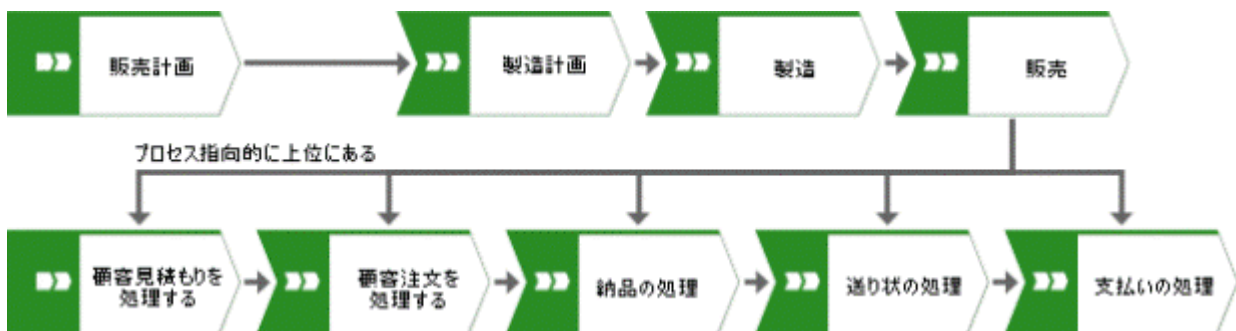 販売計画
製造計画
製造
販売
プロセス指向的に上位にある
顧客見積もりを
処理する
顧客注文を
処理する
納品の処理
送り状の処理
支払いの処理